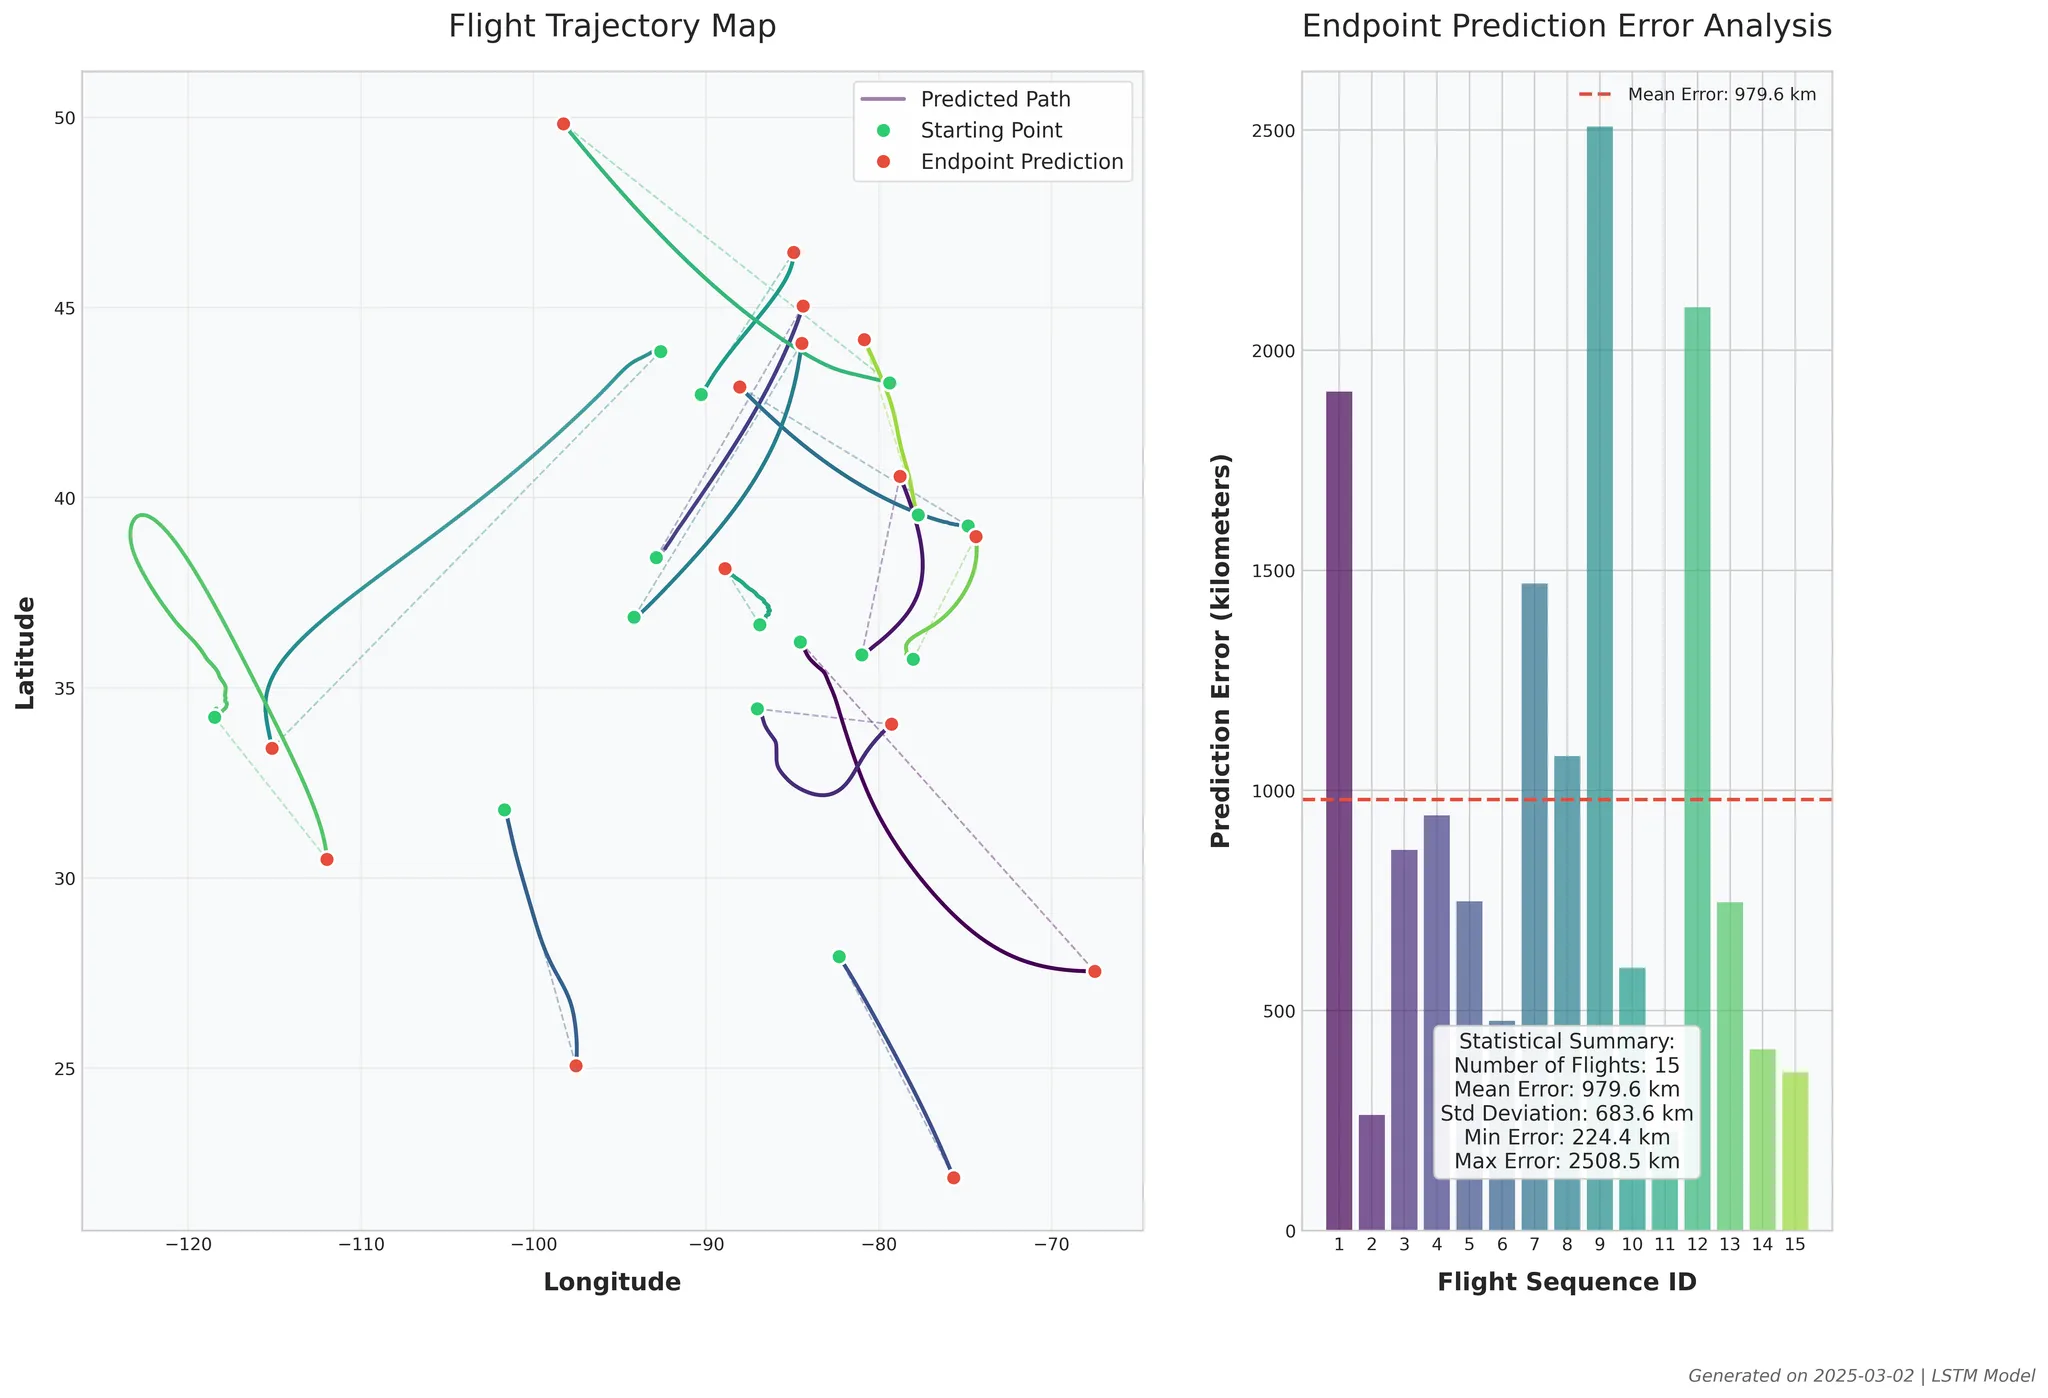 Flight Trajectory Map
Predicted Path
Starting Point
Endpoint Prediction
50
45
40
35
30
25
Latitude
−120
−110
−100
−90
−80
−70
Longitude
Endpoint Prediction Error Analysis
Mean Error: 979.6 km
2500
2000
1500
1000
500
0
Prediction Error (kilometers)
Statistical Summary:
Number of Flights: 15
Mean Error: 979.6 km
Std Deviation: 683.6 km
Min Error: 224.4 km
Max Error: 2508.5 km
1 2 3 4 5 6 7 8 9 10 11 12 13 14 15
Flight Sequence ID
Generated on 2025-03-02 | LSTM Model